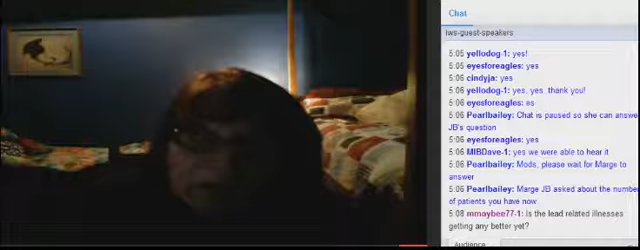 Chat
iws-guest-speakers
5:05 yellodog-1: yes!
5:05 eyesforeagles: yes
5:06 cindyja: yes
5:06 yellodog-1: yes, yes, thank you!
5:06 eyesforeagles: es
5:06 Pearlbailey: Chat is paused so she can answe
JB's question
5:06 eyesforeagles: yes
5:06 MIBDave-1: yes we were able to hear it
5:06 Pearlbailey: Mods, please wait for Marge to
answer
5:06 Pearlbailey: Marge JB asked about the numbe
of patients you have now
5:08 mmaybee77-1: Is the lead related illnesses
getting any better yet?
Audience